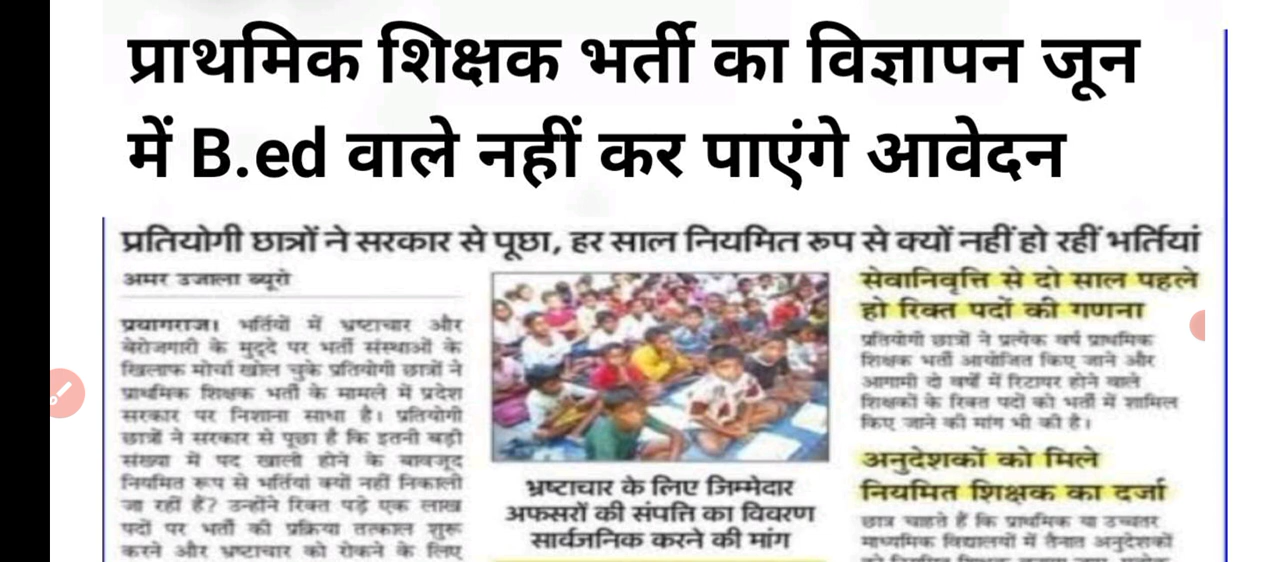 प्राथमिक शिक्षक भर्ती का विज्ञापन जून
में B.ed वाले नहीं कर पाएंगे आवेदन
प्रतियोगी छात्रों ने सरकार से पूछा, हर साल नियमित रूप से क्यों नहीं हो रहीं भर्तियां
अमर उजाला ब्यूरो
प्रयागराज। भर्तियों में भ्रष्टाचार और
बेरोजगारी के मुद्दे पर भर्ती संस्थाओं के
खिलाफ मोर्चा खोल चुके प्रतियोगी छात्रों ने
प्राथमिक शिक्षक भर्ती के मामले में प्रदेश
सरकार पर निशाना साधा है। प्रतियोगी
छात्रों ने सरकार से पूछा है कि इतनी बड़ी
संख्या में पद खाली होने के बावजूद
नियमित रूप से भर्तियां क्यों नहीं निकाली
जा रहीं हैं? उन्होंने रिक्त पड़े एक लाख
पदों पर भर्ती की प्रक्रिया तत्काल शुरू
करने और भ्रष्टाचार को रोकने के लिए
भ्रष्टाचार के लिए जिम्मेदार
अफसरों की संपत्ति का विवरण
सार्वजनिक करने की मांग
सेवानिवृत्ति से दो साल पहले
हो रिक्त पदों की गणना
प्रतियोगी छात्रों ने प्रत्येक वर्ष प्राथमिक
शिक्षक भर्ती आयोजित किए जाने और
आगामी दो वर्षों में रिटायर होने वाले
शिक्षकों के रिक्त पदों को भर्ती में शामिल
किए जाने की मांग भी की है।
अनुदेशकों को मिले
नियमित शिक्षक का दर्जा
छात्र चाहते हैं कि प्राथमिक या उच्चतर
माध्यमिक विद्यालयों में तैनात अनुदेशकों